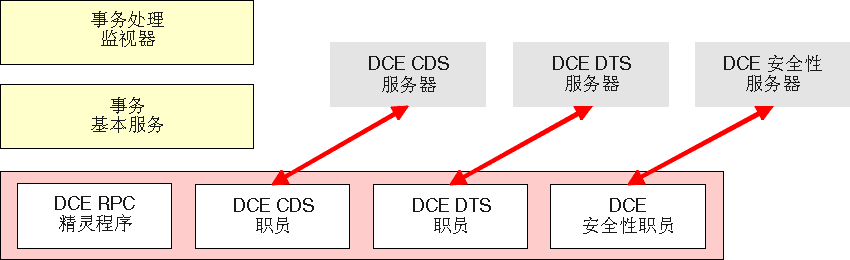 事务处理
监视器
事务
基本服务
DCE CDS
服务器
DCE DTS
服务器
DCE 安全性
服务器
DCE RPC
精灵程序
DCE CDS
职员
DCE DTS
职员
DCE
安全性职员